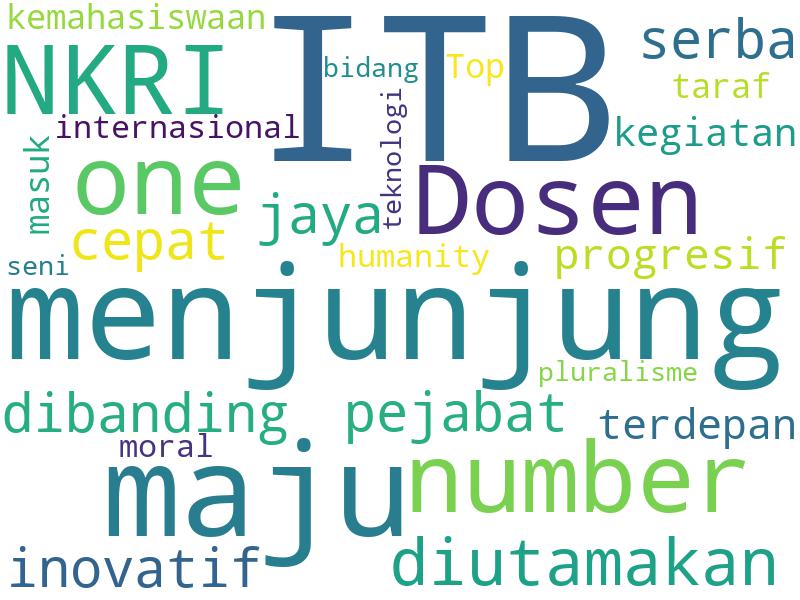 kemahasiswaan
ITB
serba
NKRI
bidang
Top
taraf
internasional
teknologi
kegiatan
masuk
one
jaya
Dosen
cepat
humanity
progresif
seni
menjunjung
pluralisme
dibanding
pejabat
terdepan
moral
maju
number
inovatif
diutamakan